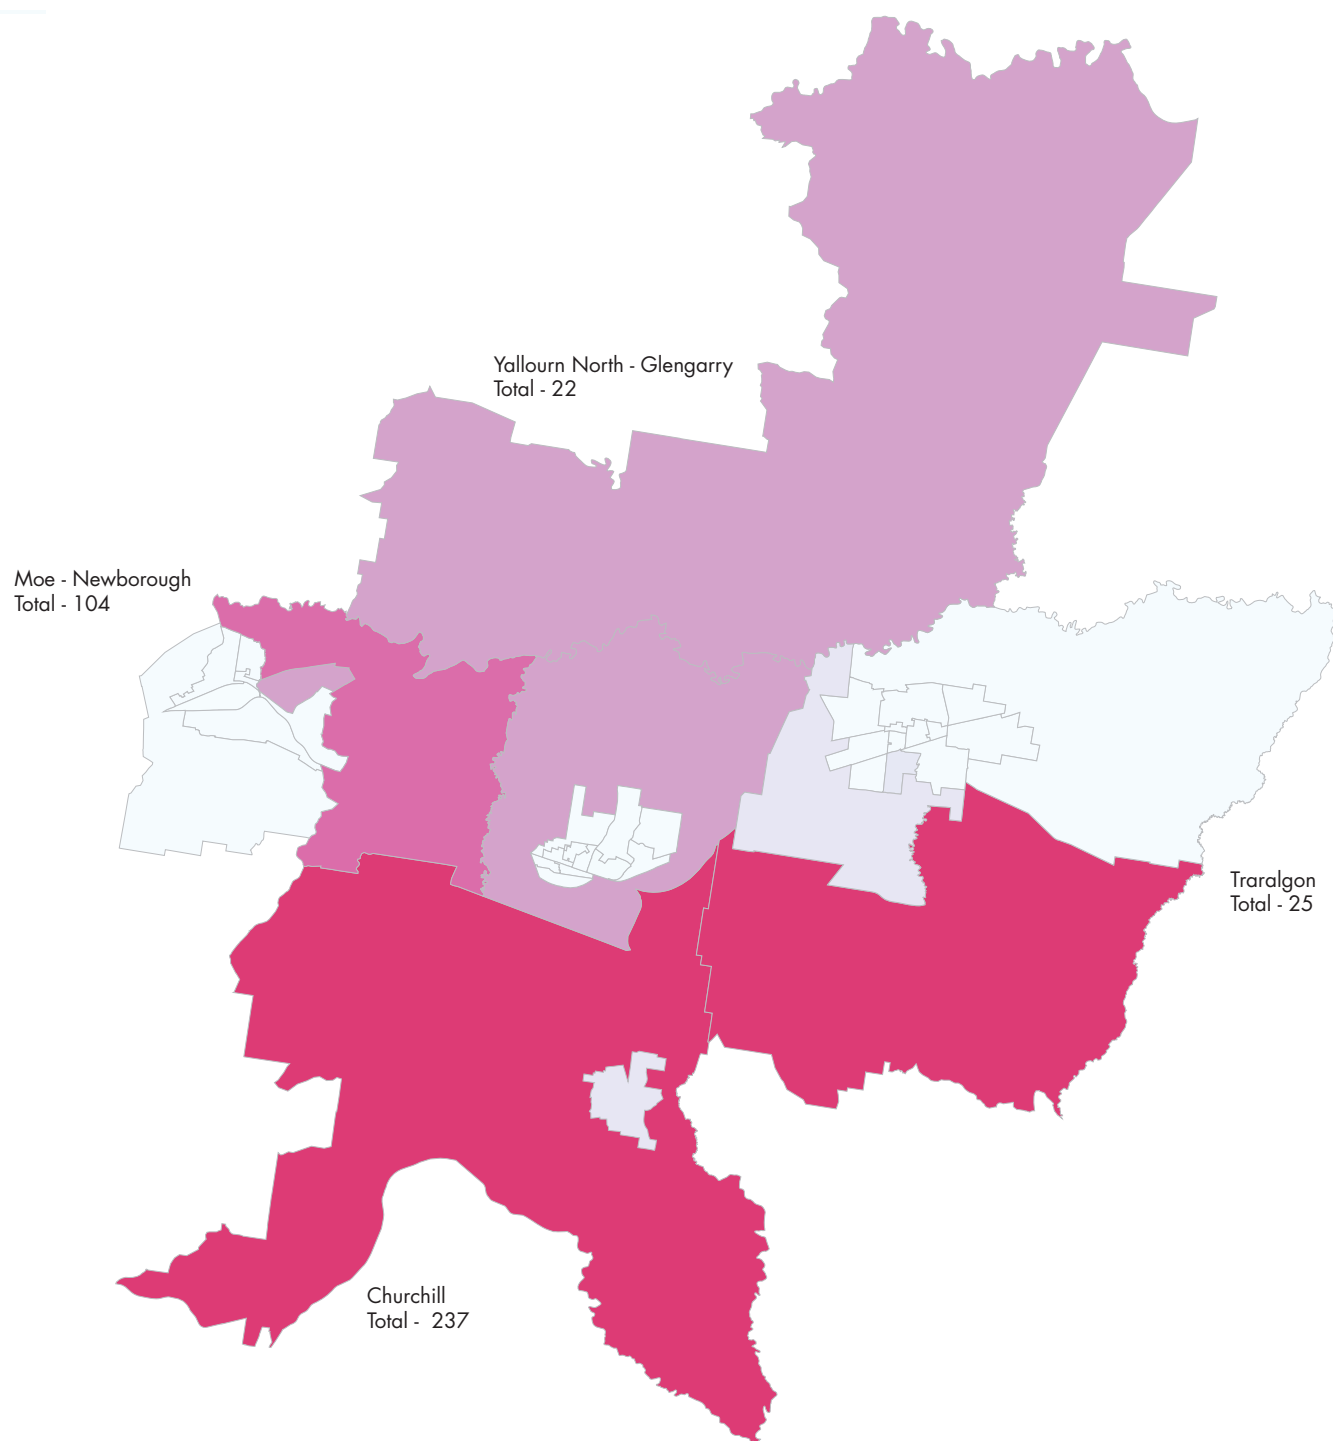 Yallourn North - Glengarry
Total - 22
Moe - Newborough
Total - 104
Traralgon
Total - 25
Churchill
Total - 237